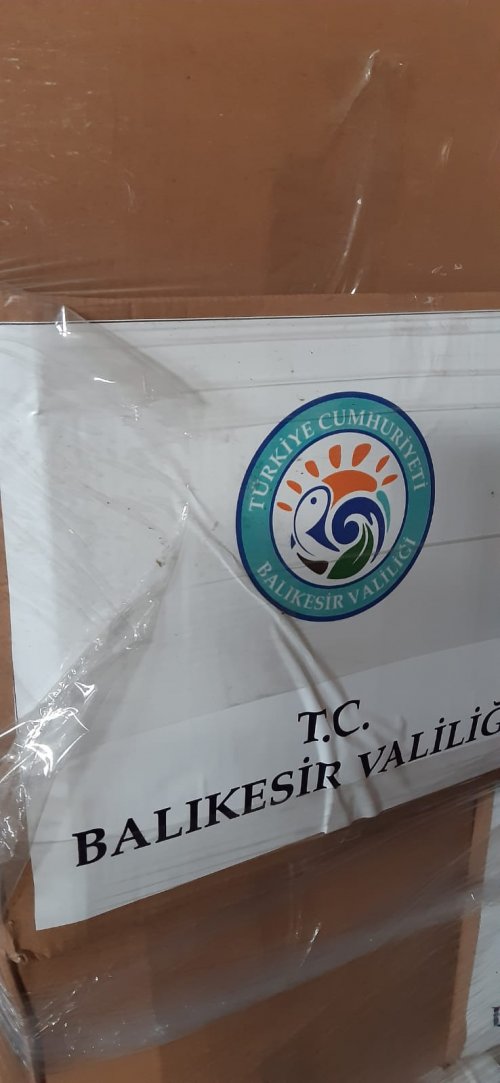 TÜRKİYE CUMHURİYETİ
BALIKESİR VALİLİĞİ
T.C.
BALIKESİR VALİLİĞ